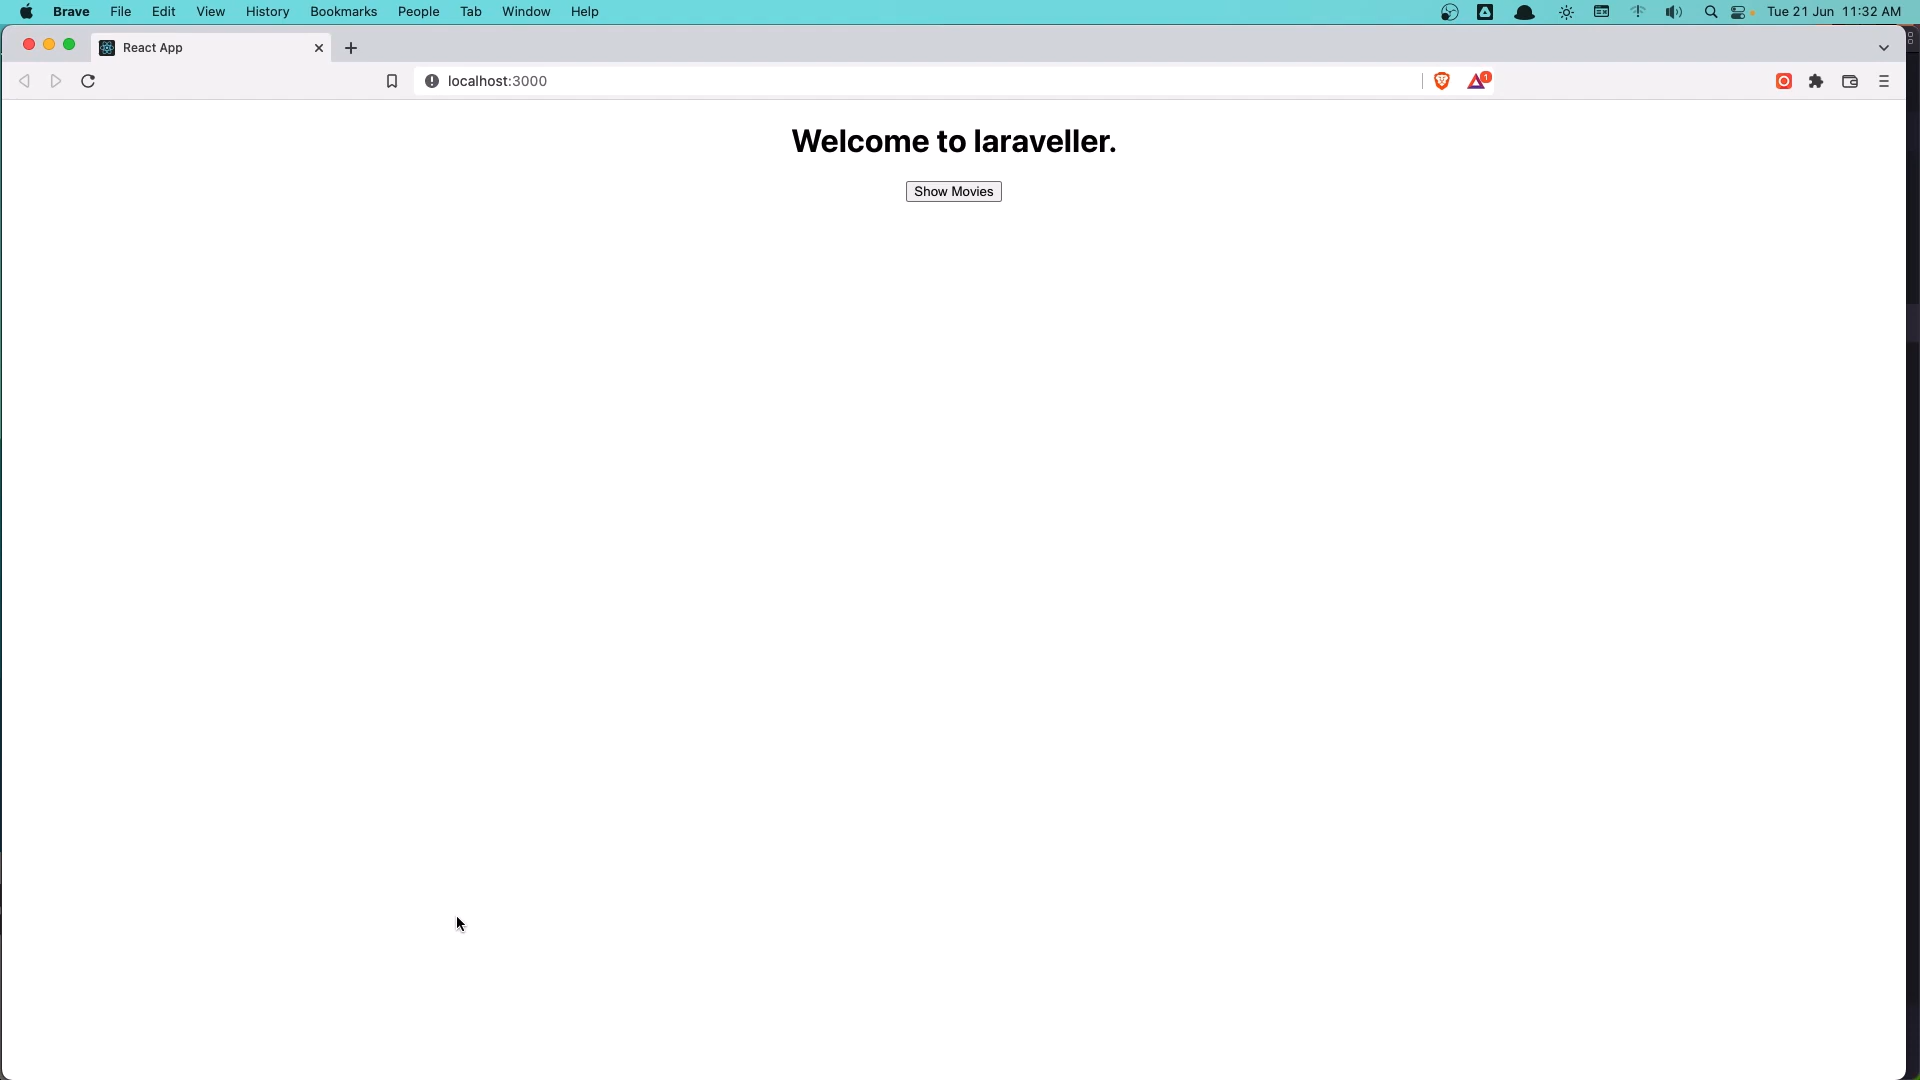 Brave File Edit View History Bookmarks People Tab Window Help Tue 21 Jun 11:32 AM
React App
localhost:3000 1
Welcome to laraveller.
Show Movies